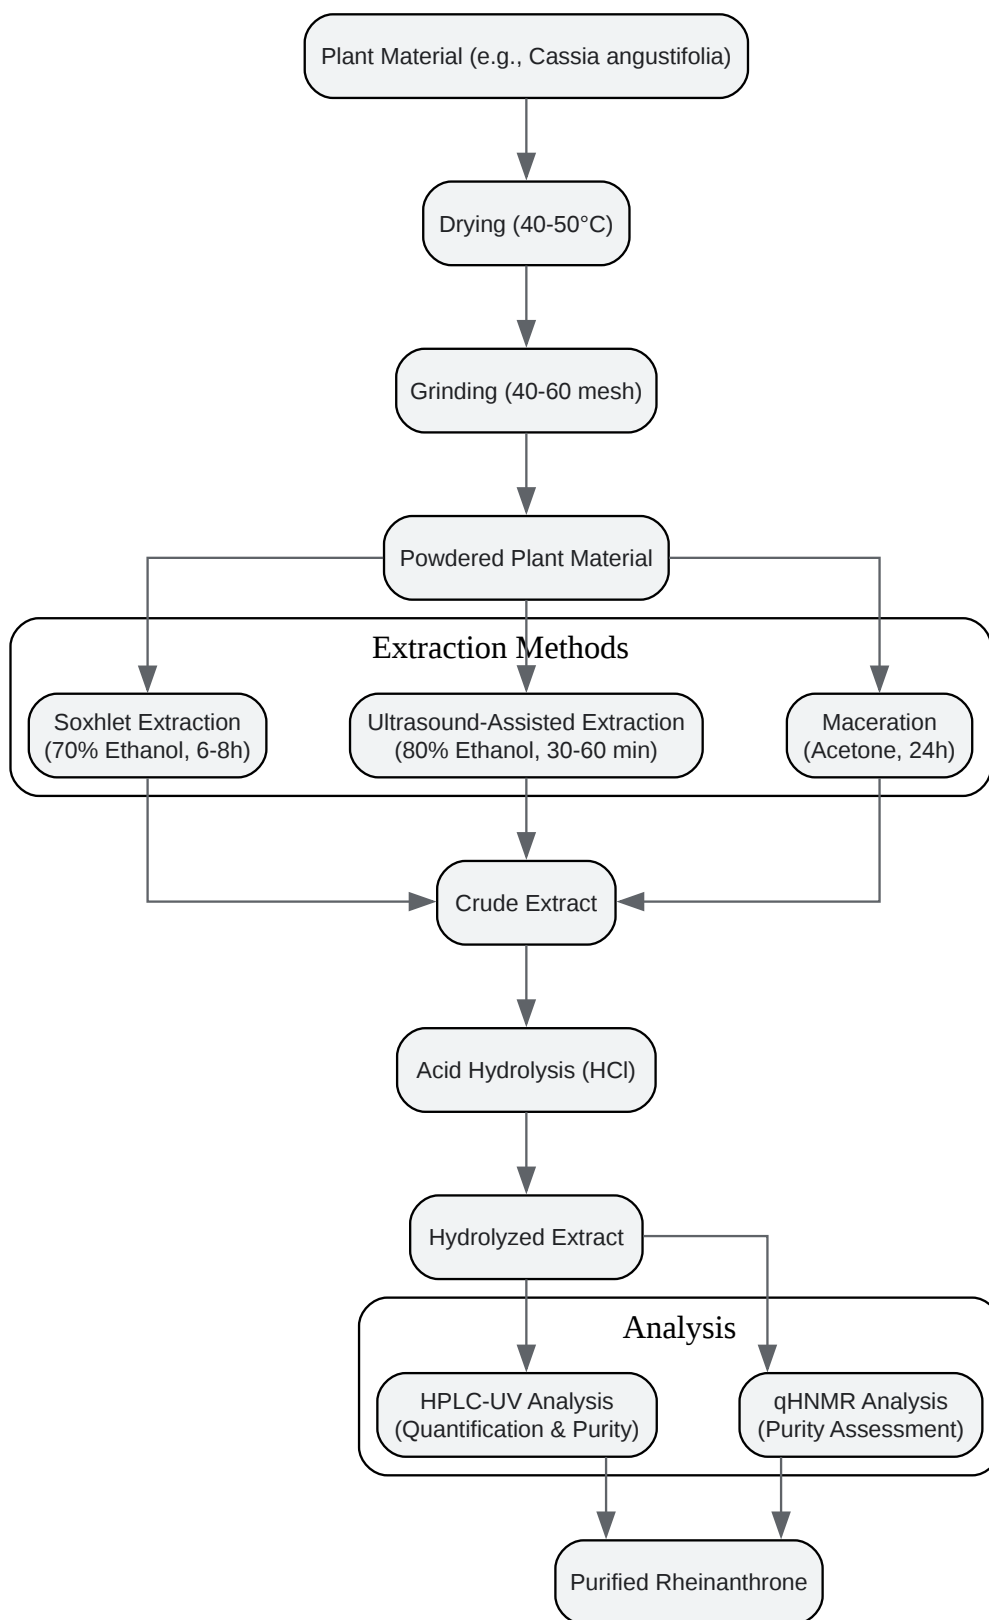 Plant Material (e.g., Cassia angustifolia)
Drying (40-50°C)
Grinding (40-60 mesh)
Powdered Plant Material
Extraction Methods
Soxhlet Extraction
(70% Ethanol, 6-8h)
Ultrasound-Assisted Extraction
(80% Ethanol, 30-60 min)
Maceration
(Acetone, 24h)
Crude Extract
Acid Hydrolysis (HCl)
Hydrolyzed Extract
Analysis
HPLC-UV Analysis
(Quantification & Purity)
qHNMR Analysis
(Purity Assessment)
Purified Rheinanthrone